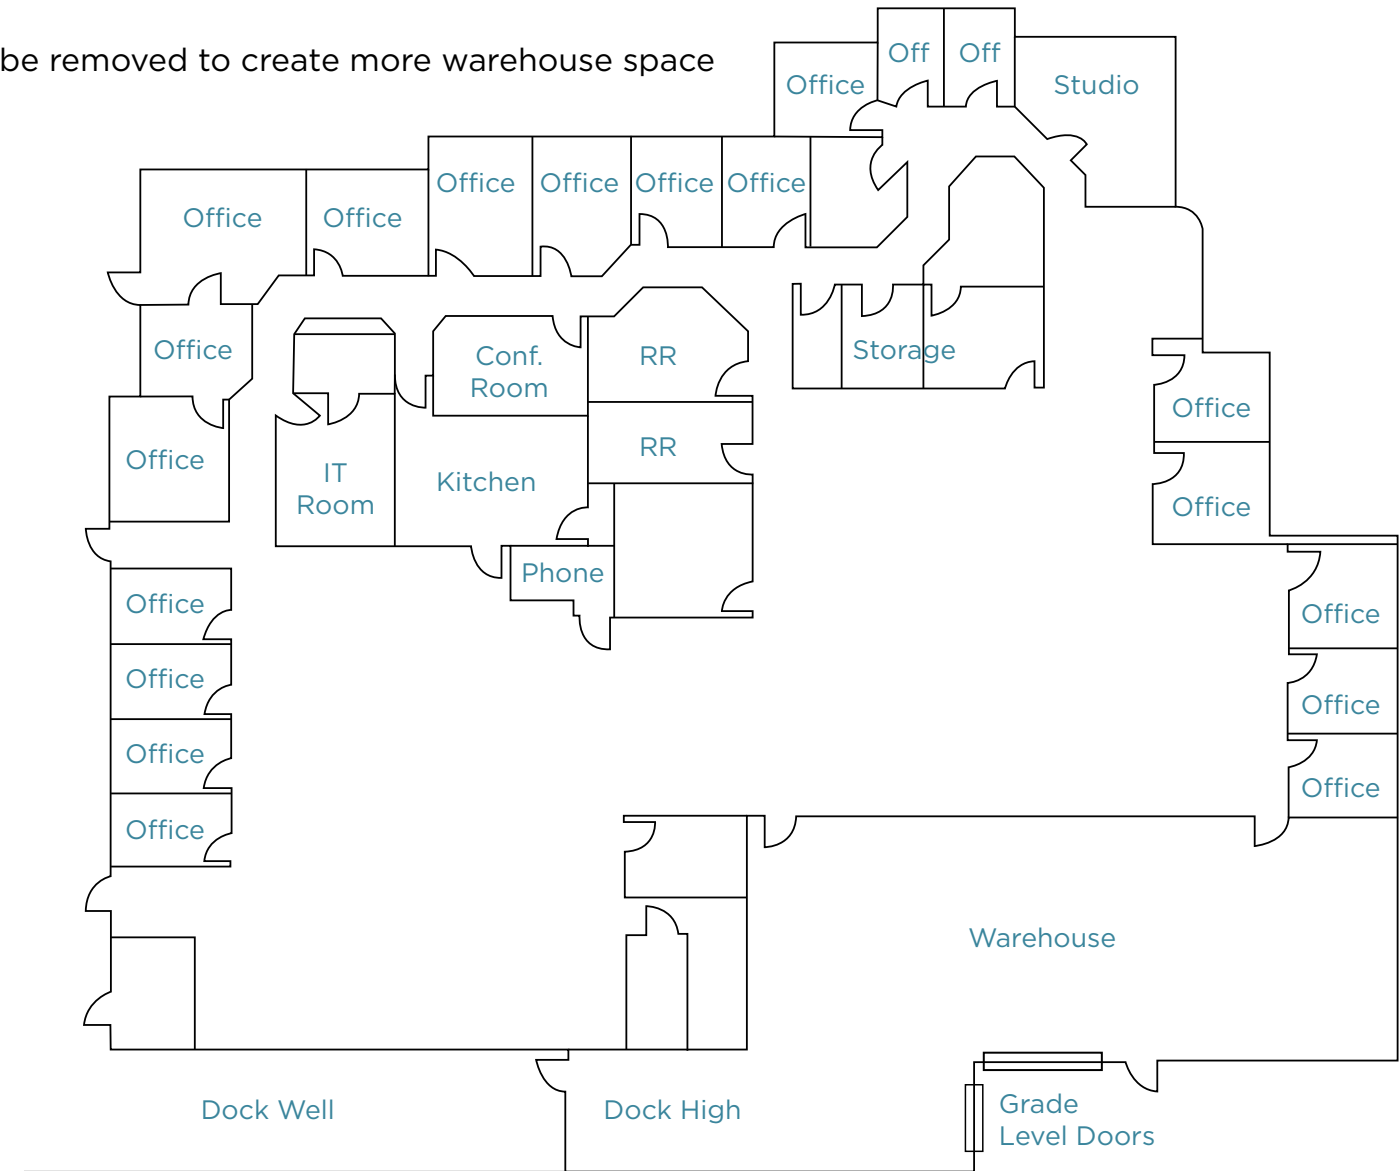 be removed to create more warehouse space
Off
Off
Office
Studio
Office
Office
Office
Office
Office
Office
Office
Conf.
Room
RR
Storage
Office
Office
RR
Office
IT
Room
Kitchen
Office
Phone
Office
Office
Office
Office
Office
Office
Office
Office
Warehouse
Dock Well
Dock High
Grade
Level Doors